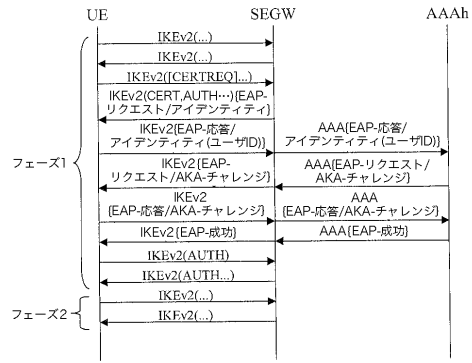 UE SEGW AAAh
IKEv2(...)
IKEv2(...)
IKEv2([CERTREQ]...)
IKEv2(CERT,AUTH…){EAP-
リクエスト/アイデンティティ}
IKEv2{EAP-応答/
アイデンティティ(ユーザID)}
AAA{EAP-応答/
アイデンティティ(ユーザID)}
フェーズ1
IKEv2{EAP-
リクエスト/AKA-チャレンジ}
AAA{EAP-リクエスト/
AKA-チャレンジ}
IKEv2
{EAP-応答/AKA-チャレンジ}
AAA
{EAP-応答/AKA-チャレンジ}
IKEv2{EAP-成功}
AAA{EAP-成功}
IKEv2(AUTH)
IKEv2(AUTH...)
フェーズ2
IKEv2(...)
IKEv2(...)